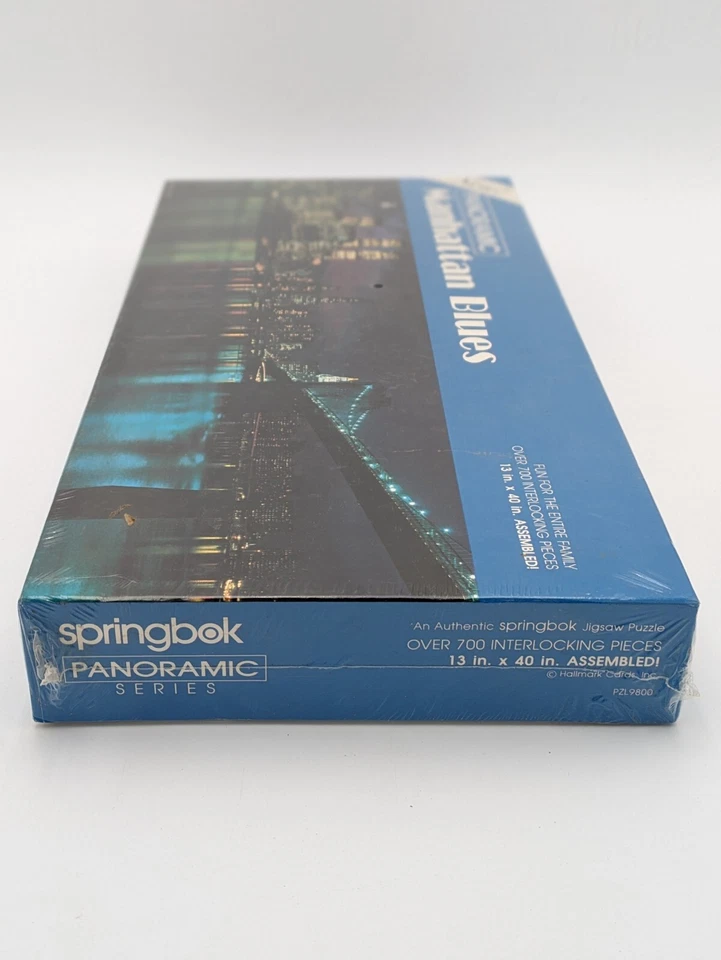 PANORAMIC
Manhattan Blues
FUN FOR THE ENTIRE FAMILY
OVER 700 INTERLOCKING PIECES
13 in. x 40 in. ASSEMBLED!
springbok
PANORAMIC
SERIES
An Authentic springbok Jigsaw Puzzle
OVER 700 INTERLOCKING PIECES
13 in. x 40 in. ASSEMBLED!
© Hallmark Cards, Inc.
PZL9800